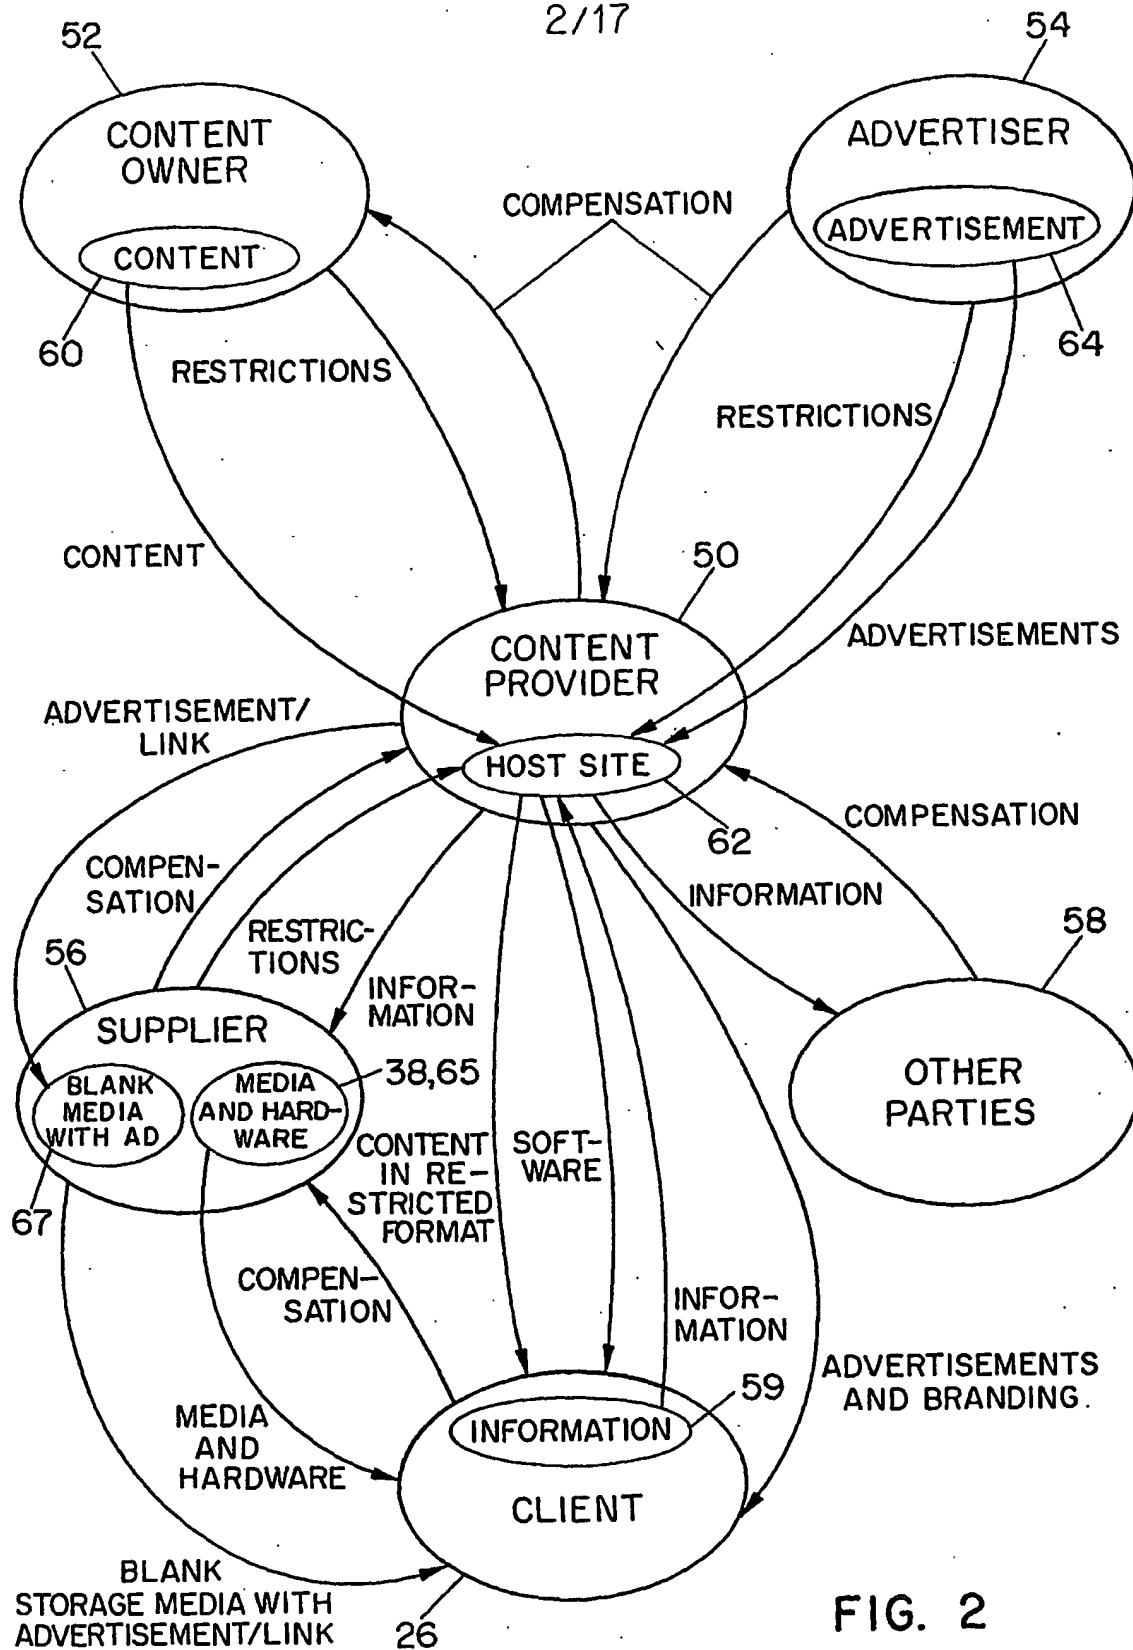 2/17
52
54
CONTENT
OWNER
ADVERTISER
COMPENSATION
ADVERTISEMENT
CONTENT
60
64
RESTRICTIONS
RESTRICTIONS
CONTENT
50
ADVERTISEMENTS
CONTENT
PROVIDER
ADVERTISEMENT/
LINK
HOST SITE
62
COMPENSATION
COMPEN-
SATION
INFORMATION
RESTRIC-
TIONS
56
58
INFOR-
MATION
SUPPLIER
38,65
BLANK
MEDIA
WITH AD
MEDIA
AND HARD-
WARE
OTHER
PARTIES
CONTENT
IN RE-
STRICTED
FORMAT
SOFT-
WARE
67
COMPEN-
SATION
INFOR-
MATION
ADVERTISEMENTS
AND BRANDING.
59
INFORMATION
MEDIA
AND
HARDWARE
CLIENT
BLANK
STORAGE MEDIA WITH
ADVERTISEMENT/LINK
26
FIG. 2